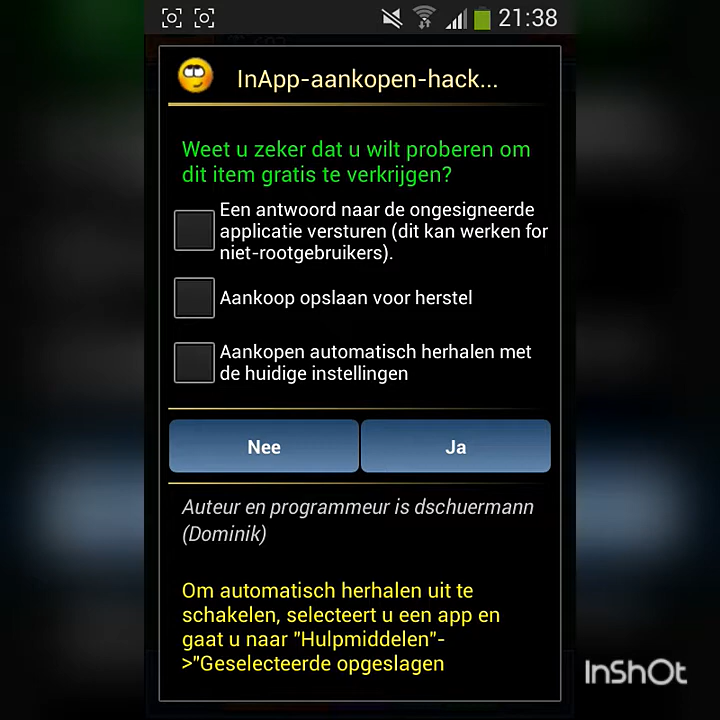 21:38
InApp-aankopen-hack...
Weet u zeker dat u wilt proberen om
dit item gratis te verkrijgen?
Een antwoord naar de ongesigneerde
applicatie versturen (dit kan werken for
niet-rootgebruikers).
Aankoop opslaan voor herstel
Aankopen automatisch herhalen met
de huidige instellingen
Nee
Ja
Auteur en programmeur is dschuermann
(Dominik)
Om automatisch herhalen uit te
schakelen, selecteert u een app en
gaat u naar "Hulpmiddelen"-
>"Geselecteerde opgeslagen
InShOt